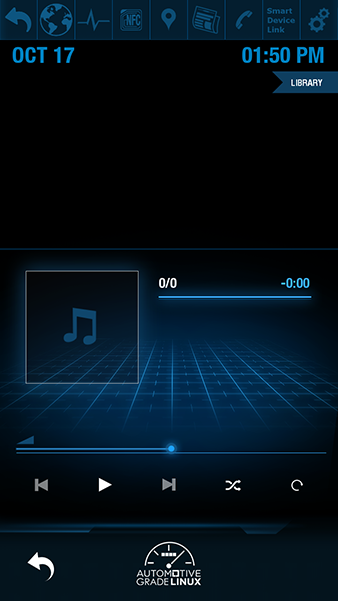 NFC
Smart
Device
Link
OCT 17 01:50 PM
LIBRARY
0/0 -0:00
AUTOMOTIVE
GRADE LINUX